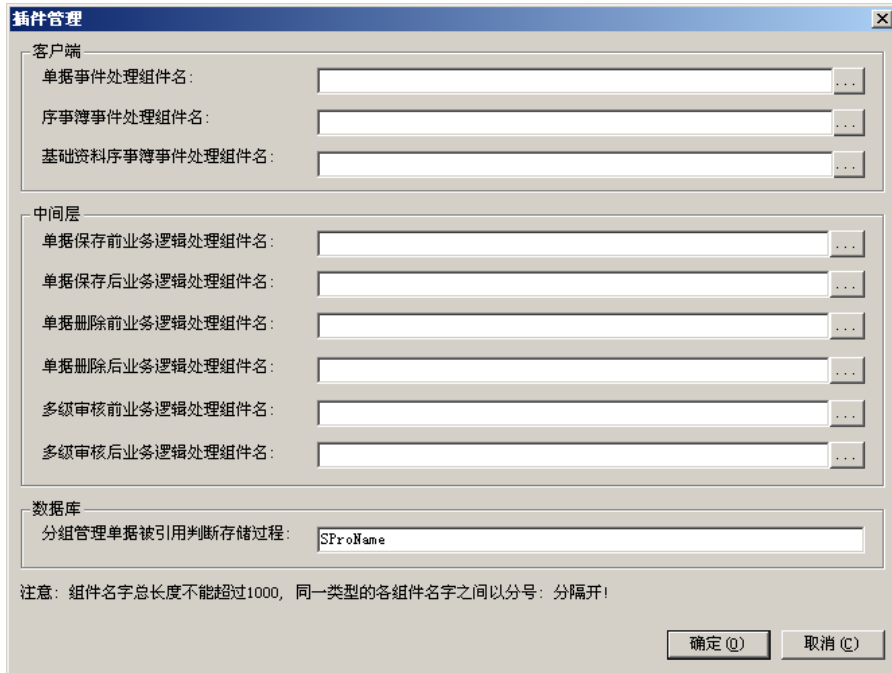 插件管理
客户端
单据事件处理组件名:
...
序事簿事件处理组件名:
...
基础资料序事簿事件处理组件名:
...
中间层
单据保存前业务逻辑处理组件名:
...
单据保存后业务逻辑处理组件名:
...
单据删除前业务逻辑处理组件名:
...
单据删除后业务逻辑处理组件名:
...
多级审核前业务逻辑处理组件名:
...
多级审核后业务逻辑处理组件名:
...
数据库
分组管理单据被引用判断存储过程:
SProName
注意: 组件名字总长度不能超过1000, 同一类型的各组件名字之间以分号: 分隔开!
确定(O) 取消(C)